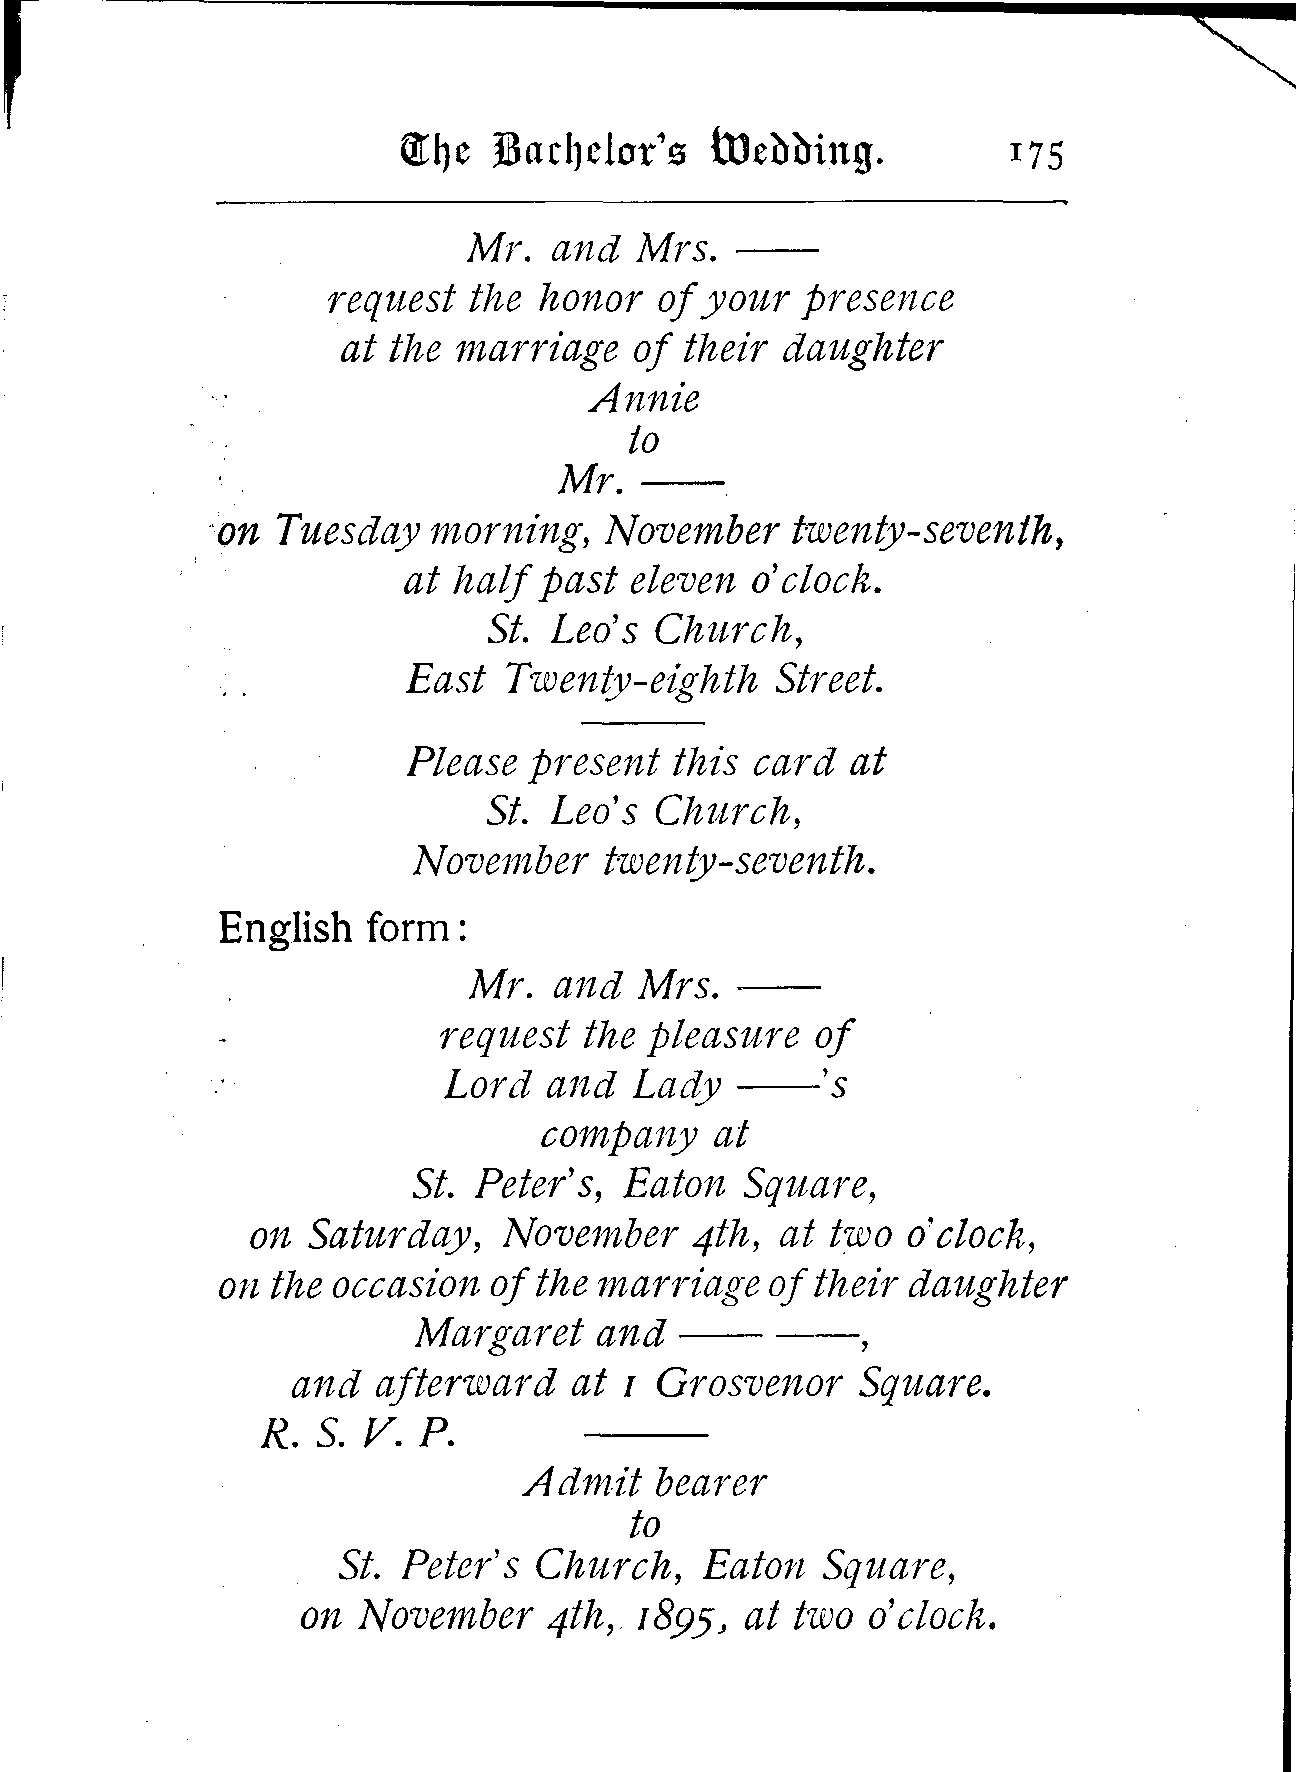 The Bachelor's Wedding. 175
Mr. and Mrs. ——
request the honor of your presence
at the marriage of their daughter
Annie
to
Mr. ——
on Tuesday morning, November twenty-seventh,
at half past eleven o'clock.
St. Leo's Church,
East Twenty-eighth Street.
Please present this card at
St. Leo's Church,
November twenty-seventh.
English form:
Mr. and Mrs. ——
request the pleasure of
Lord and Lady ——'s
company at
St. Peter's, Eaton Square,
on Saturday, November 4th, at two o'clock,
on the occasion of the marriage of their daughter
Margaret and —— ——,
and afterward at 1 Grosvenor Square.
R. S. V. P.
Admit bearer
to
St. Peter's Church, Eaton Square,
on November 4th, 1895, at two o'clock.